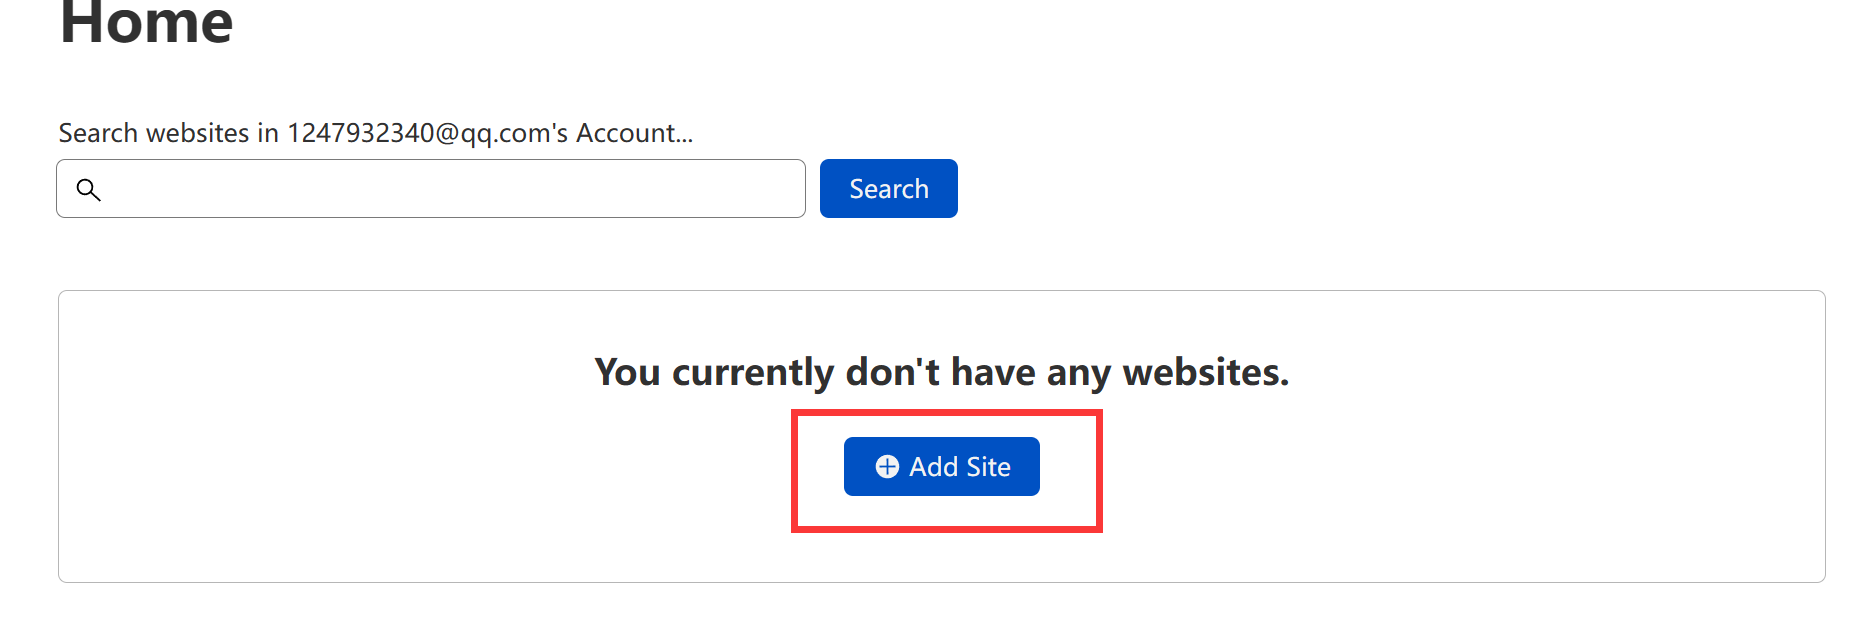 Home
Search websites in 1247932340@qq.com's Account...
Search
You currently don't have any websites.
Add Site